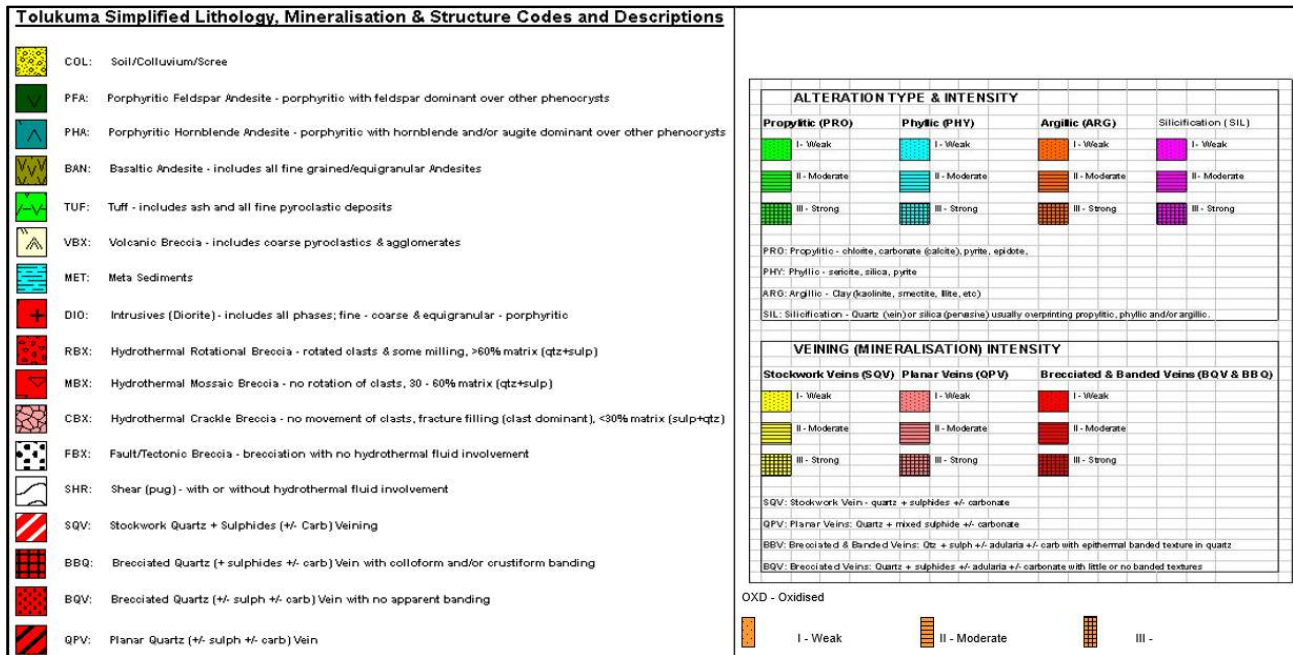 Tolukuma Simplified Lithology, Mineralisation & Structure Codes and Descriptions
COL: Soil/Colluvium/Scree
PFA: Porphyritic Feldspar Andesite - porphyritic with feldspar dominant over other phenocrysts
PHA: Porphyritic Hornblende Andesite - porphyritic with hornblende and/or augite dominant over other phenocrysts
BAN: Basaltic Andesite - includes all fine grained/equigranular Andesites
TUF: Tuff - includes ash and all fine pyroclastic deposits
VBX: Volcanic Breccia - includes coarse pyroclastics & agglomerates
MET: Meta Sediments
DIO: Intrusives (Diorite) - includes all phases; fine - coarse & equigranular - porphyritic
RBX: Hydrothermal Rotational Breccia - rotated clasts & some milling, >60% matrix (qtz+sulp)
MBX: Hydrothermal Mossaic Breccia - no rotation of clasts, 30 - 60% matrix (qtz+sulp)
CBX: Hydrothermal Crackle Breccia - no movement of clasts, fracture filling (clast dominant), <30% matrix (sulp+qtz)
FBX: Fault/Tectonic Breccia - brecciation with no hydrothermal fluid involvement
SHR: Shear (pug) - with or without hydrothermal fluid involvement
SQV: Stockwork Quartz + Sulphides (+/- Carb) Veining
BBQ: Brecciated Quartz (+ sulphides +/- carb) Vein with colloform and/or crustiform banding
BQV: Brecciated Quartz (+/- sulph +/- carb) Vein with no apparent banding
QPV: Planar Quartz (+/- sulph +/- carb) Vein
ALTERATION TYPE & INTENSITY
Propylitic (PRO) Phyllic (PHY) Argillic (ARG) Silicification (SIL)
I - Weak I - Weak I - Weak I - Weak
II - Moderate II - Moderate II - Moderate II - Moderate
III - Strong III - Strong III - Strong III - Strong
PRO: Propylitic - chlorite, carbonate (calcite), pyrite, epidote,
PHY: Phyllic - sericite, silica, pyrite
ARG: Argillic - Clay (kaolinite, smectite, Illite, etc)
SIL: Silicification - Quartz (vein) or silica (pervasive) usually overprinting propylitic, phyllic and/or argillic.
VEINING (MINERALISATION) INTENSITY
Stockwork Veins (SQV) Planar Veins (QPV) Brecciated & Banded Veins (BQV & BBQ)
I - Weak I - Weak I - Weak
II - Moderate II - Moderate II - Moderate
III - Strong III - Strong III - Strong
SQV: Stockwork Vein - quartz + sulphides +/- carbonate
QPV: Planar Veins: Quartz + mixed sulphide +/- carbonate
BBV: Brecciated & Banded Veins: Qtz + sulph +/- adularia +/- carb with epithermal banded texture in quartz
BQV: Brecciated Veins: Quartz + sulphides +/- adularia +/- carbonate with little or no banded textures
OXD - Oxidised
I - Weak II - Moderate III -